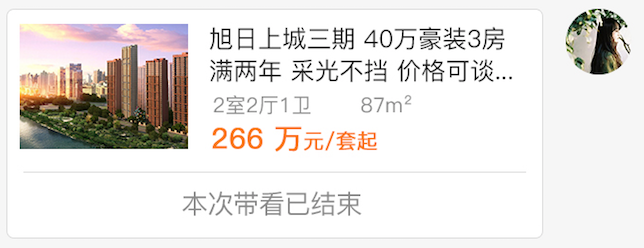 旭日上城三期 40万豪装3房
满两年 采光不挡 价格可谈...
2室2厅1卫 87m²
266 万元/套起
本次带看已结束